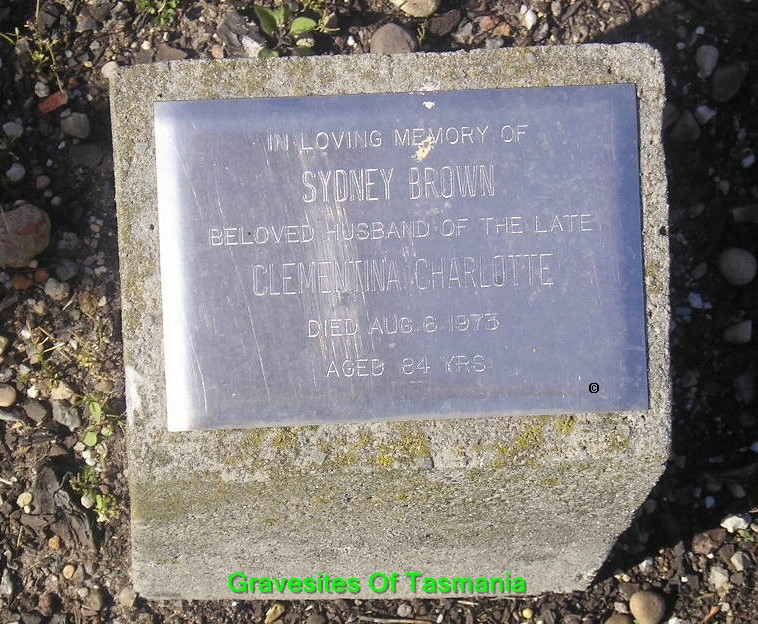 IN LOVING MEMORY OF
SYDNEY BROWN
BELOVED HUSBAND OF THE LATE
CLEMENTINA CHARLOTTE
DIED AUG 6 1973
AGED 84 YRS
©
Gravesites Of Tasmania